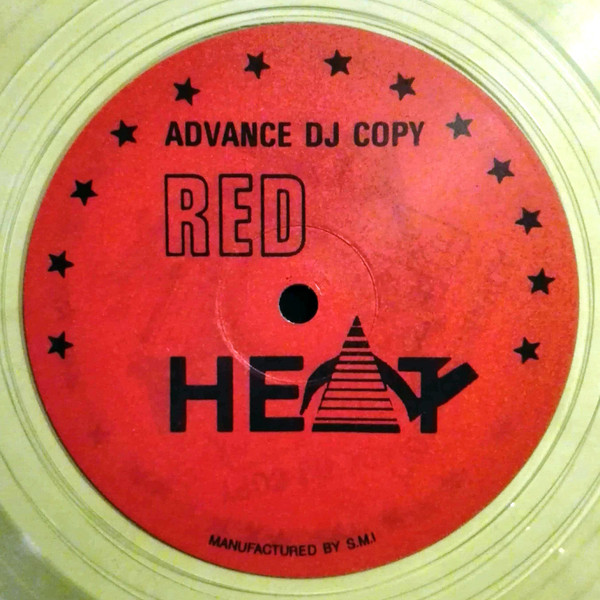 ADVANCE DJ COPY
RED
HEAT
MANUFACTURED BY S.M.I